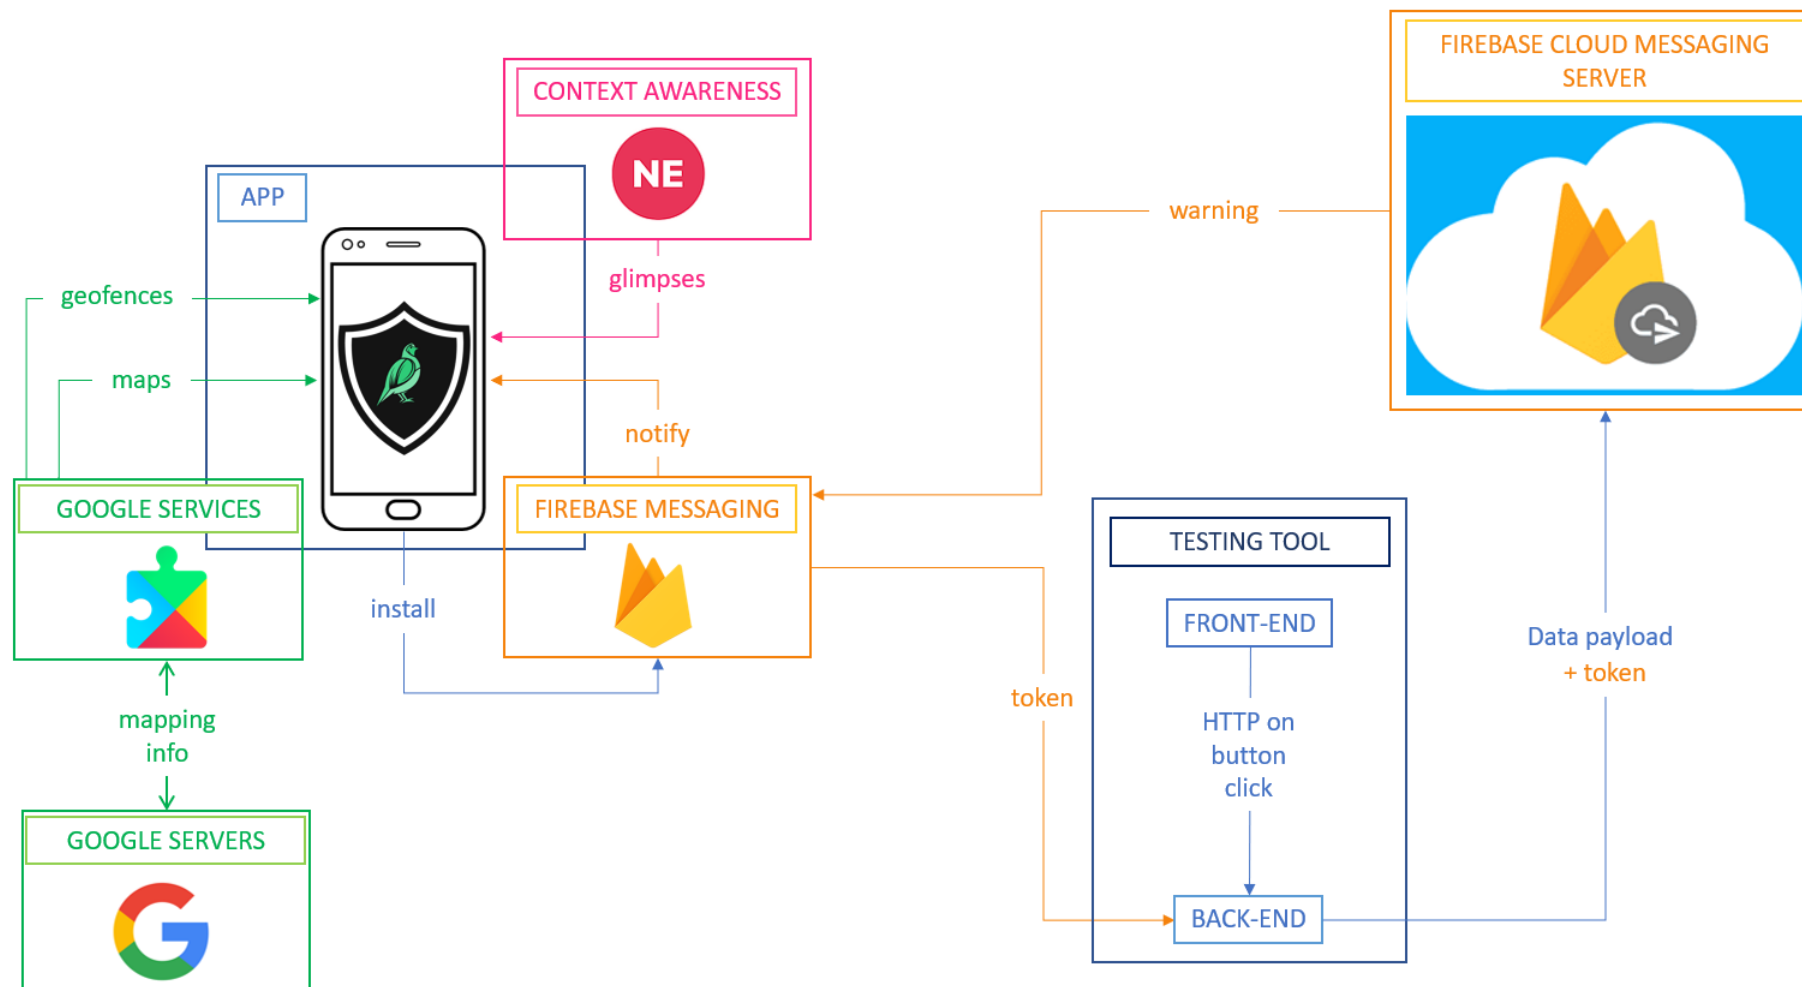 FIREBASE CLOUD MESSAGING
SERVER
CONTEXT AWARENESS
NE
APP
warning
glimpses
geofences
maps
notify
GOOGLE SERVICES
FIREBASE MESSAGING
TESTING TOOL
install
FRONT-END
Data payload
+ token
token
mapping
info
HTTP on
button
click
GOOGLE SERVERS
G
BACK-END